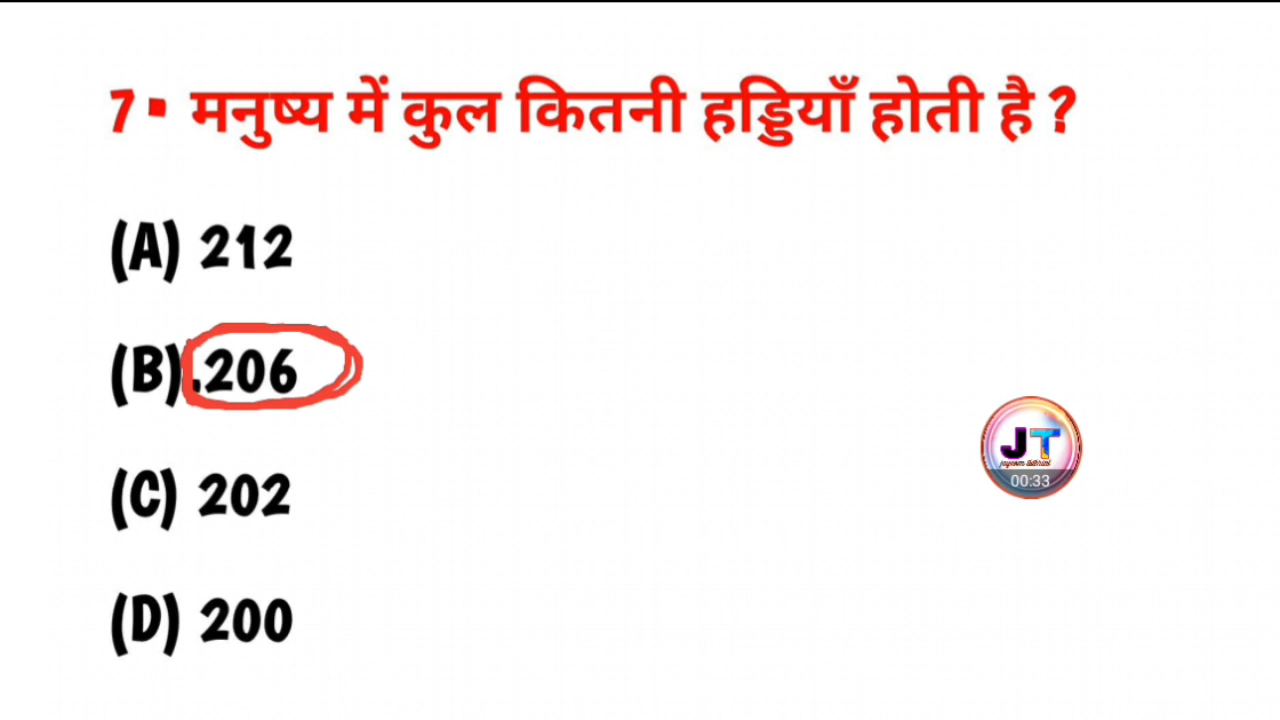 7▪ मनुष्य में कुल कितनी हड्डियाँ होती है ?
(A) 212
(B).206
(C) 202
(D) 200
JT
00:33